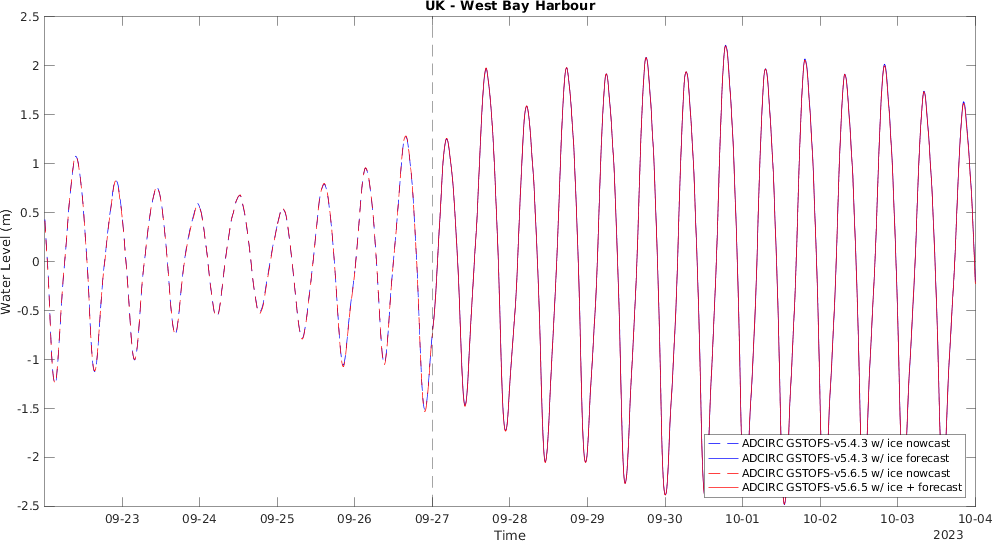 UK - West Bay Harbour
2.5
2
1.5
1
0.5
0
-0.5
-1
-1.5
-2
-2.5
Water Level (m)
ADCIRC GSTOFS-v5.4.3 w/ ice nowcast
ADCIRC GSTOFS-v5.4.3 w/ ice forecast
ADCIRC GSTOFS-v5.6.5 w/ ice nowcast
ADCIRC GSTOFS-v5.6.5 w/ ice + forecast
09-23 09-24 09-25 09-26 09-27 09-28 09-29 09-30 10-01 10-02 10-03 10-04
Time
2023